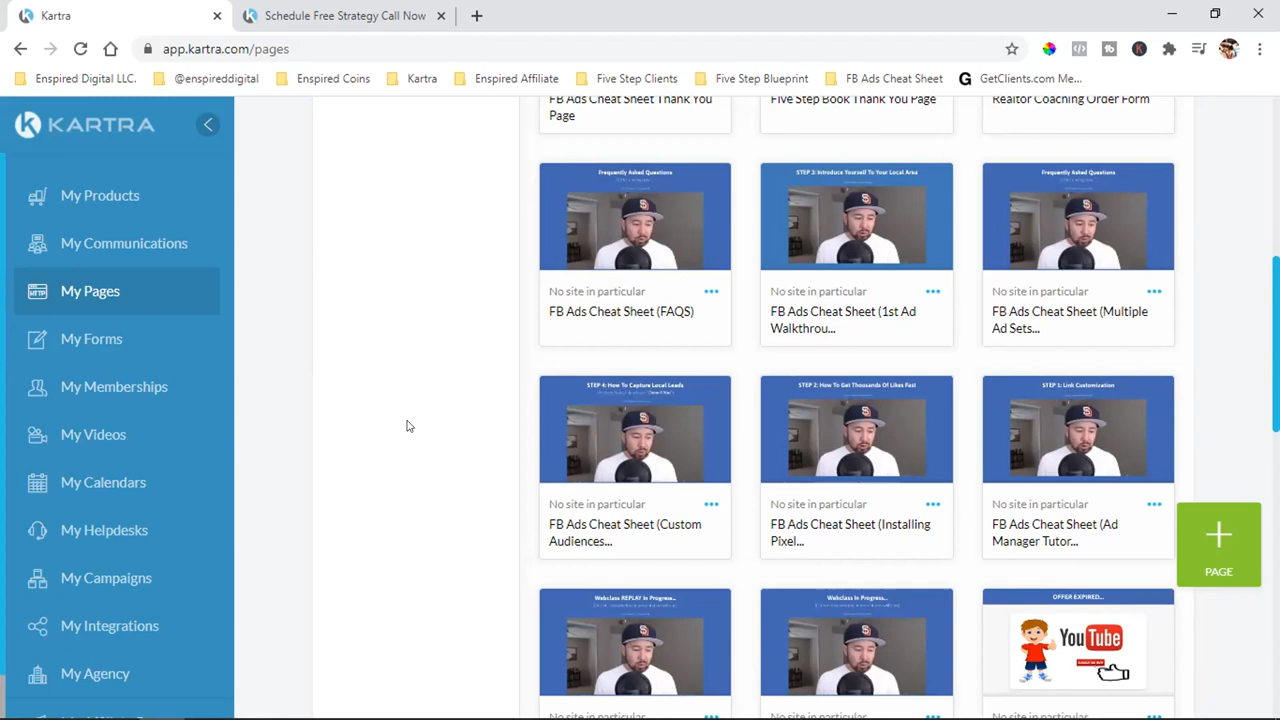 Kartra
Schedule Free Strategy Call Now
app.kartra.com/pages
Enspired Digital LLC.
@enspireddigital
Enspired Coins
Kartra
Enspired Affiliate
Five Step Clients
Five Step Blueprint
FB Ads Cheat Sheet
GetClients.com Me...
KARTRA
My Products
My Communications
My Pages
My Forms
My Memberships
My Videos
My Calendars
My Helpdesks
My Campaigns
My Integrations
My Agency
FB Ads Cheat Sheet Thank You
Page
Five Step Book Thank You Page
Realtor Coaching Order Form
Frequently Asked Questions
STEP 3: Introduce Yourself To Your Local Area
Frequently Asked Questions
No site in particular
FB Ads Cheat Sheet (FAQS)
No site in particular
FB Ads Cheat Sheet (1st Ad
Walkthrou...
No site in particular
FB Ads Cheat Sheet (Multiple
Ad Sets...
STEP 4: How To Capture Local Leads
STEP 2: How To Get Thousands Of Likes Fast
STEP 1: Link Customization
No site in particular
FB Ads Cheat Sheet (Custom
Audiences...
No site in particular
FB Ads Cheat Sheet (Installing
Pixel...
No site in particular
FB Ads Cheat Sheet (Ad
Manager Tutor...
Webclass REPLAY In Progress...
Webclass In Progress...
OFFER EXPIRED...
YouTube
PAGE